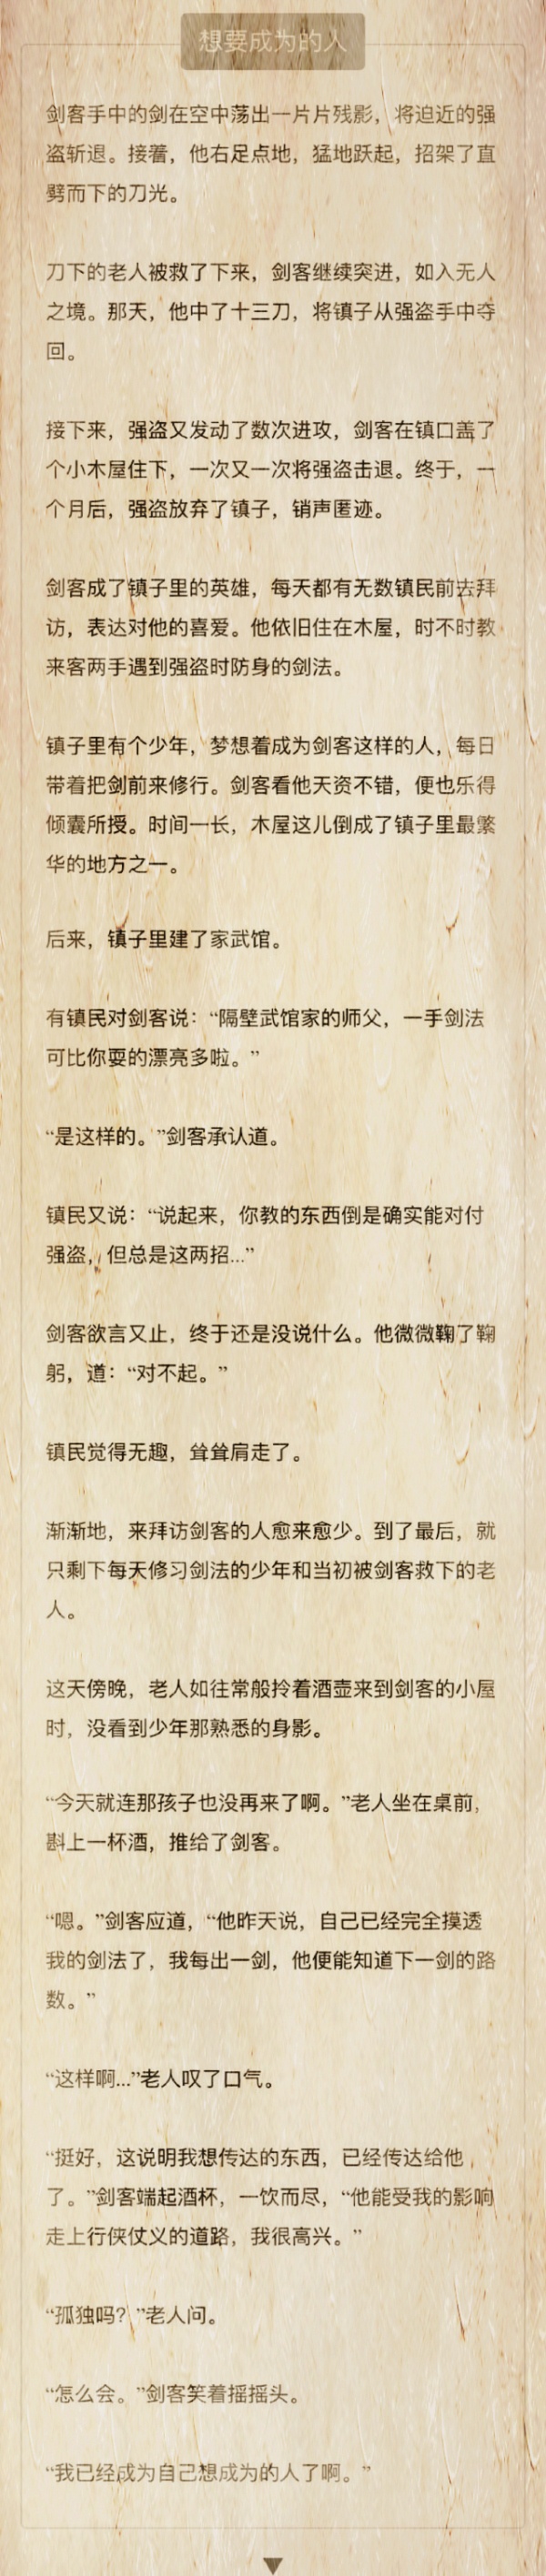 想要成为的人
剑客手中的剑在空中荡出一片片残影，将迫近的强
盗斩退。接着，他右足点地，猛地跃起，招架了直
劈而下的刀光。
刀下的老人被救了下来，剑客继续突进，如入无人
之境。那天，他中了十三刀，将镇子从强盗手中夺
回。
接下来，强盗又发动了数次进攻，剑客在镇口盖了
个小木屋住下，一次又一次将强盗击退。终于，一
个月后，强盗放弃了镇子，销声匿迹。
剑客成了镇子里的英雄，每天都有无数镇民前去拜
访，表达对他的喜爱。他依旧住在木屋，时不时教
来客两手遇到强盗时防身的剑法。
镇子里有个少年，梦想着成为剑客这样的人，每日
带着把剑前来修行。剑客看他天资不错，便也乐得
倾囊所授。时间一长，木屋这儿倒成了镇子里最繁
华的地方之一。
后来，镇子里建了家武馆。
有镇民对剑客说：“隔壁武馆家的师父，一手剑法
可比你耍的漂亮多啦。”
“是这样的。”剑客承认道。
镇民又说：“说起来，你教的东西倒是确实能对付
强盗，但总是这两招...”
剑客欲言又止，终于还是没说什么。他微微鞠了鞠
躬，道：“对不起。”
镇民觉得无趣，耸耸肩走了。
渐渐地，来拜访剑客的人愈来愈少。到了最后，就
只剩下每天修习剑法的少年和当初被剑客救下的老
人。
这天傍晚，老人如往常般拎着酒壶来到剑客的小屋
时，没看到少年那熟悉的身影。
“今天就连那孩子也没再来了啊。”老人坐在桌前，
斟上一杯酒，推给了剑客。
“嗯。”剑客应道，“他昨天说，自己已经完全摸透
我的剑法了，我每出一剑，他便能知道下一剑的路
数。”
“这样啊...”老人叹了口气。
“挺好，这说明我想传达的东西，已经传达给他
了。”剑客端起酒杯，一饮而尽，“他能受我的影响
走上行侠仗义的道路，我很高兴。”
“孤独吗？”老人问。
“怎么会。”剑客笑着摇摇头。
“我已经成为自己想成为的人了啊。”